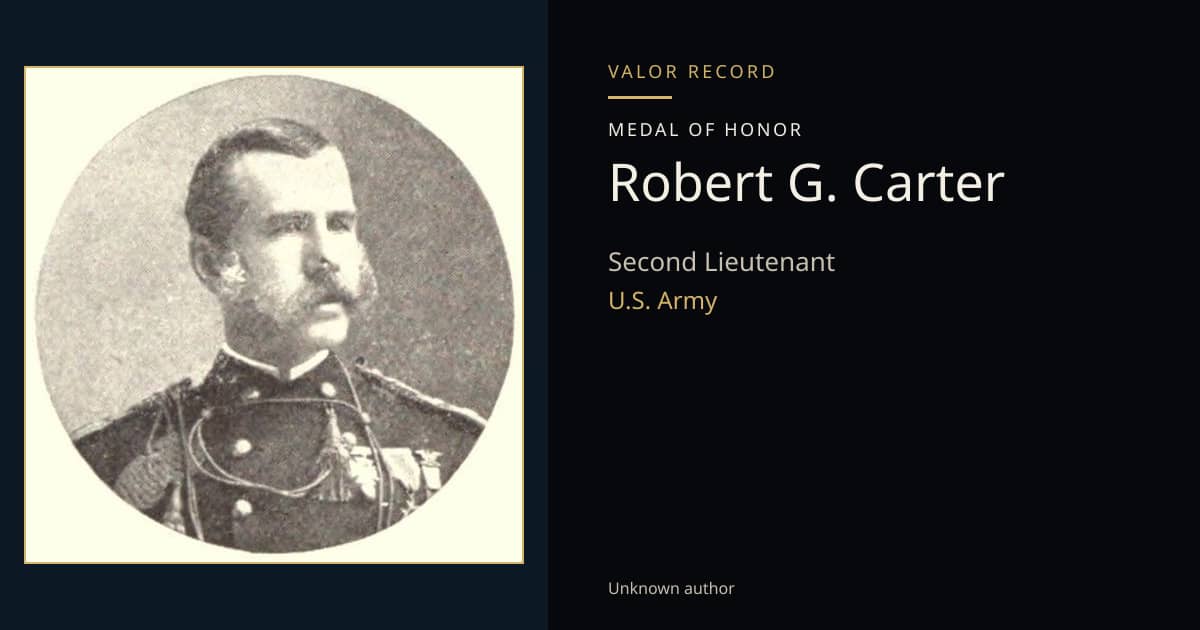 VALOR RECORD
MEDAL OF HONOR
Robert G. Carter
Second Lieutenant
U.S. Army
Unknown author